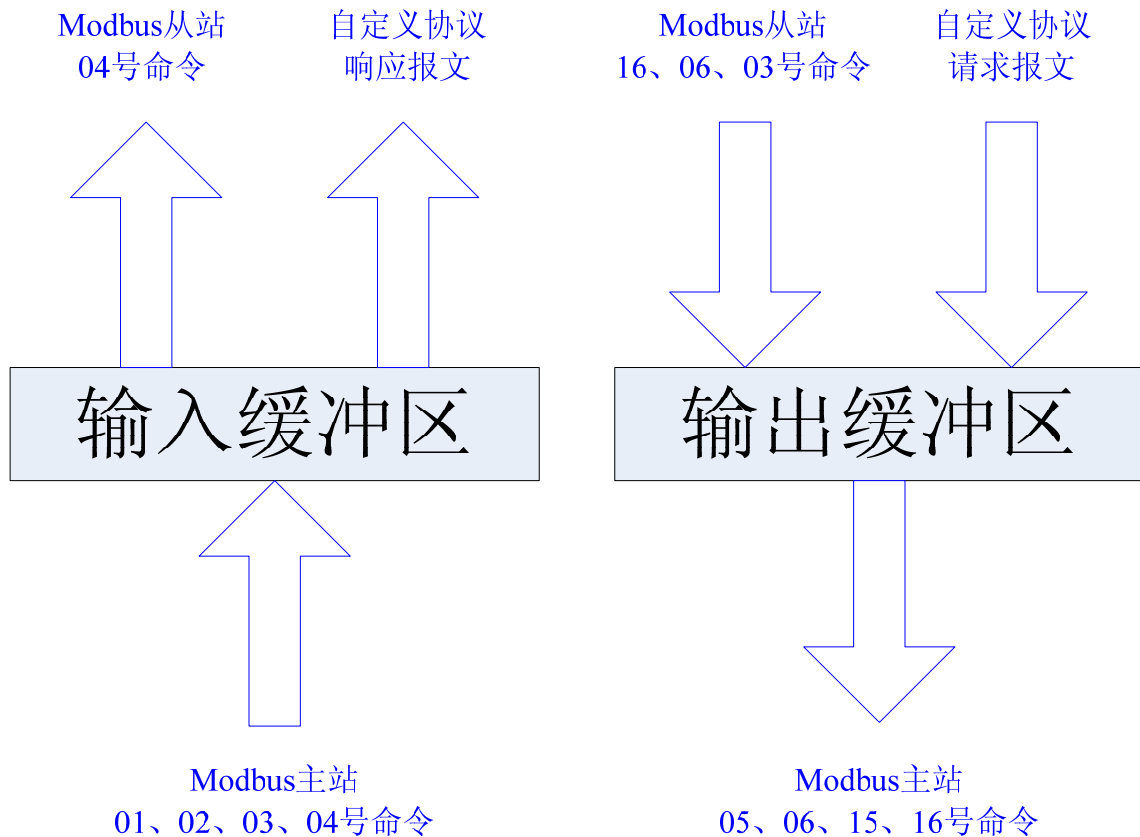 Modbus从站
04号命令
自定义协议
响应报文
Modbus从站
16、06、03号命令
自定义协议
请求报文
输入缓冲区
输出缓冲区
Modbus主站
01、02、03、04号命令
Modbus主站
05、06、15、16号命令